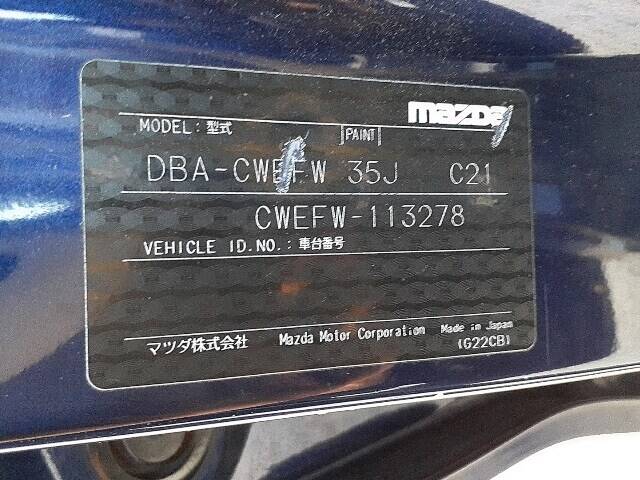 mazda
MODEL: 型式 PAINT
DBA-CWEFW 35J C21
CWEFW-113278
VEHICLE ID.NO.: 車台番号
マツダ株式会社 Mazda Motor Corporation Made in Japan
(G22CB)